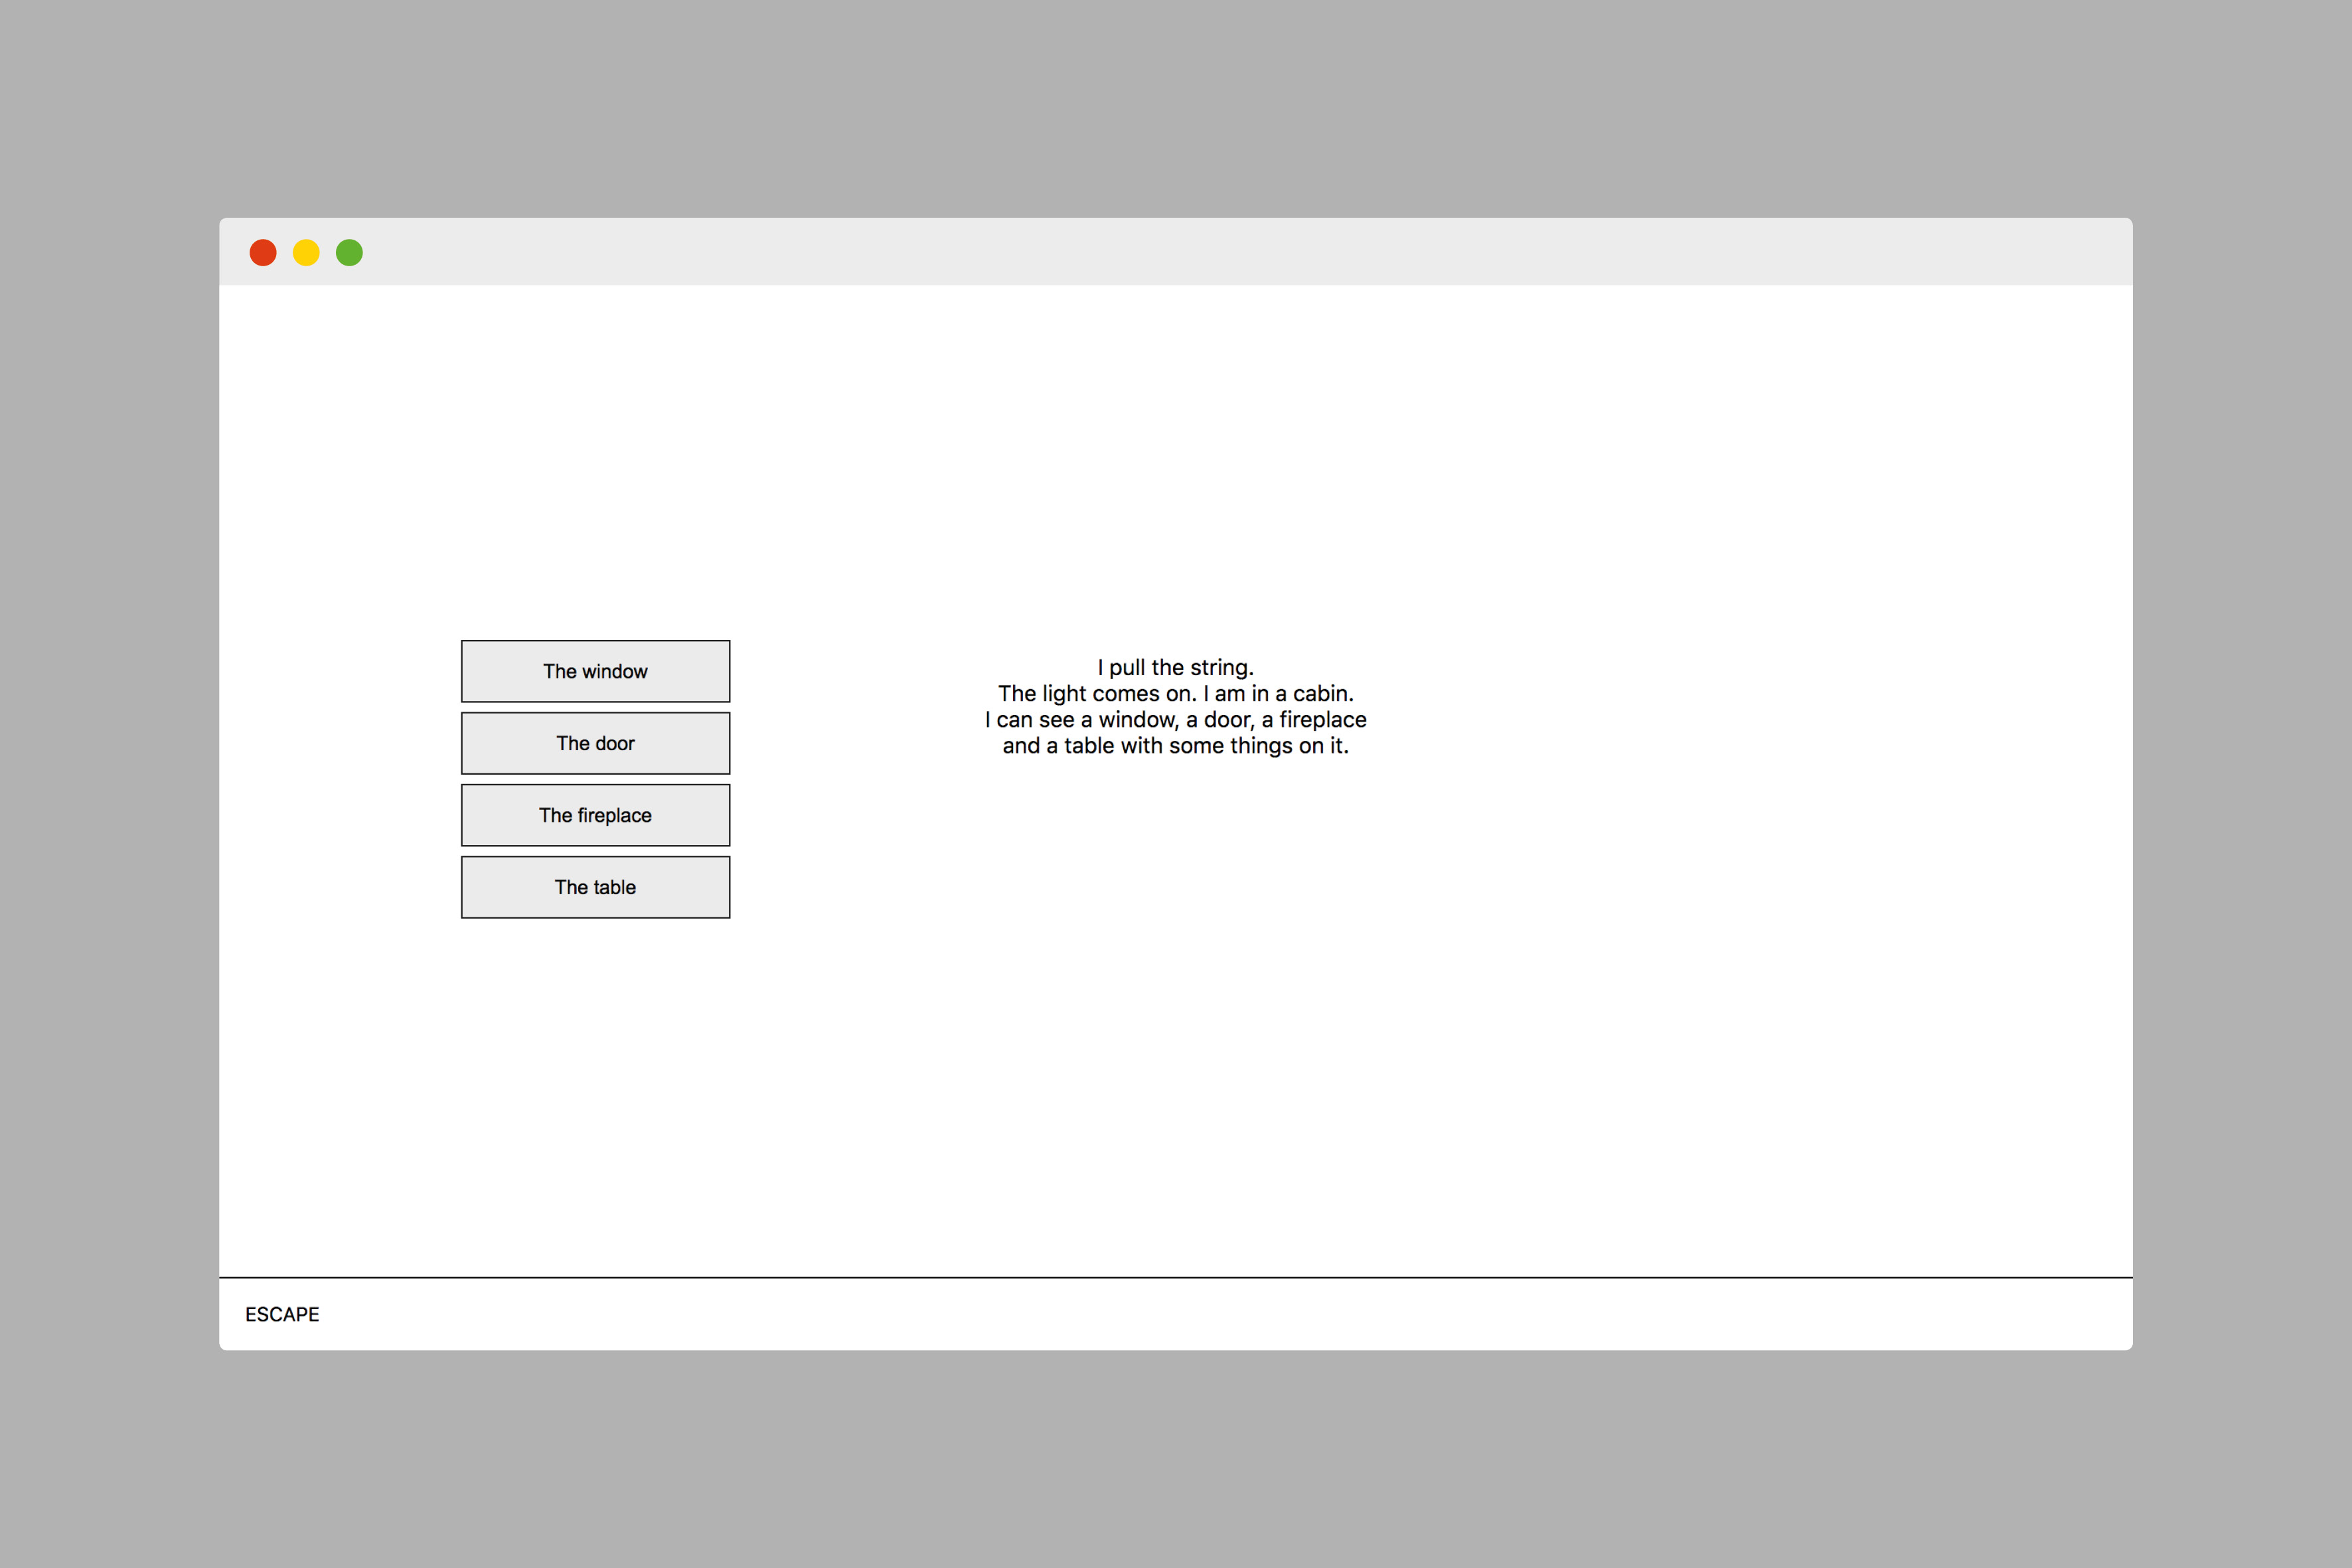 The window
The door
The fireplace
The table
I pull the string.
The light comes on. I am in a cabin.
I can see a window, a door, a fireplace
and a table with some things on it.
ESCAPE